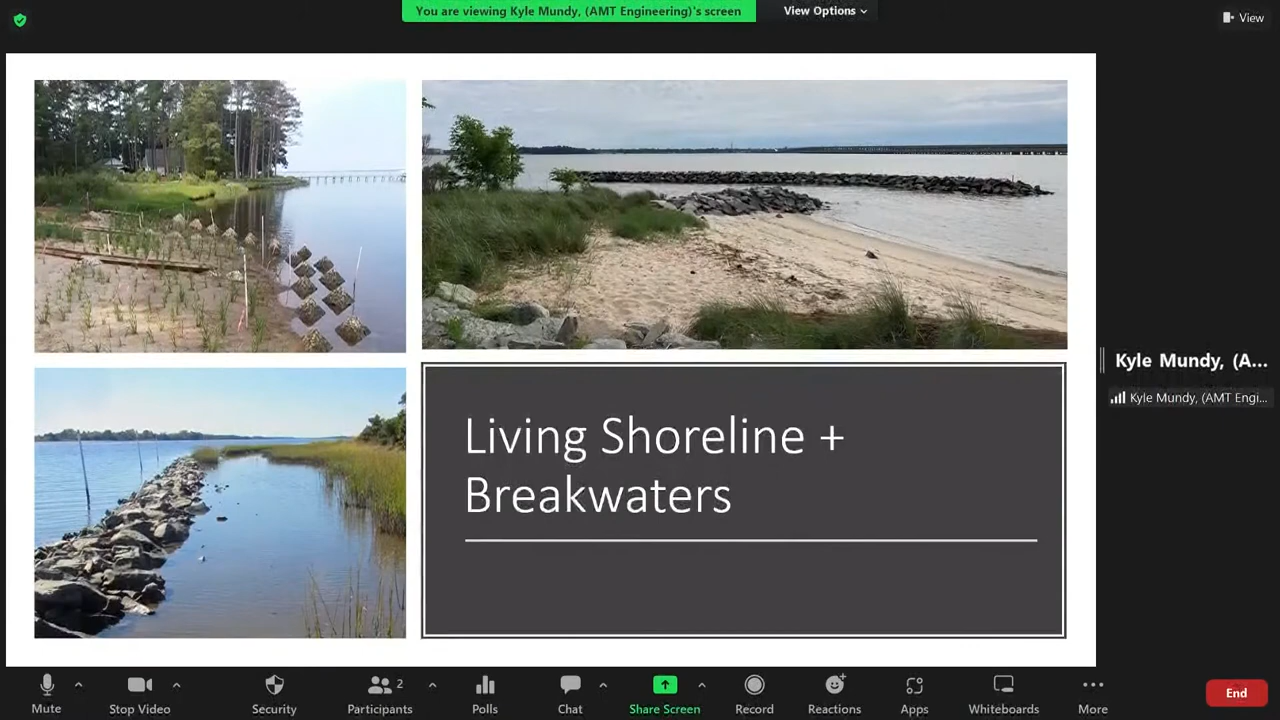 You are viewing Kyle Mundy, (AMT Engineering)'s screen
View Options
View
Living Shoreline +
Breakwaters
Kyle Mundy, (A...
Kyle Mundy, (AMT Engi...
Mute
Stop Video
Security
Participants
2
Polls
Chat
Share Screen
Record
Reactions
Apps
Whiteboards
More
End